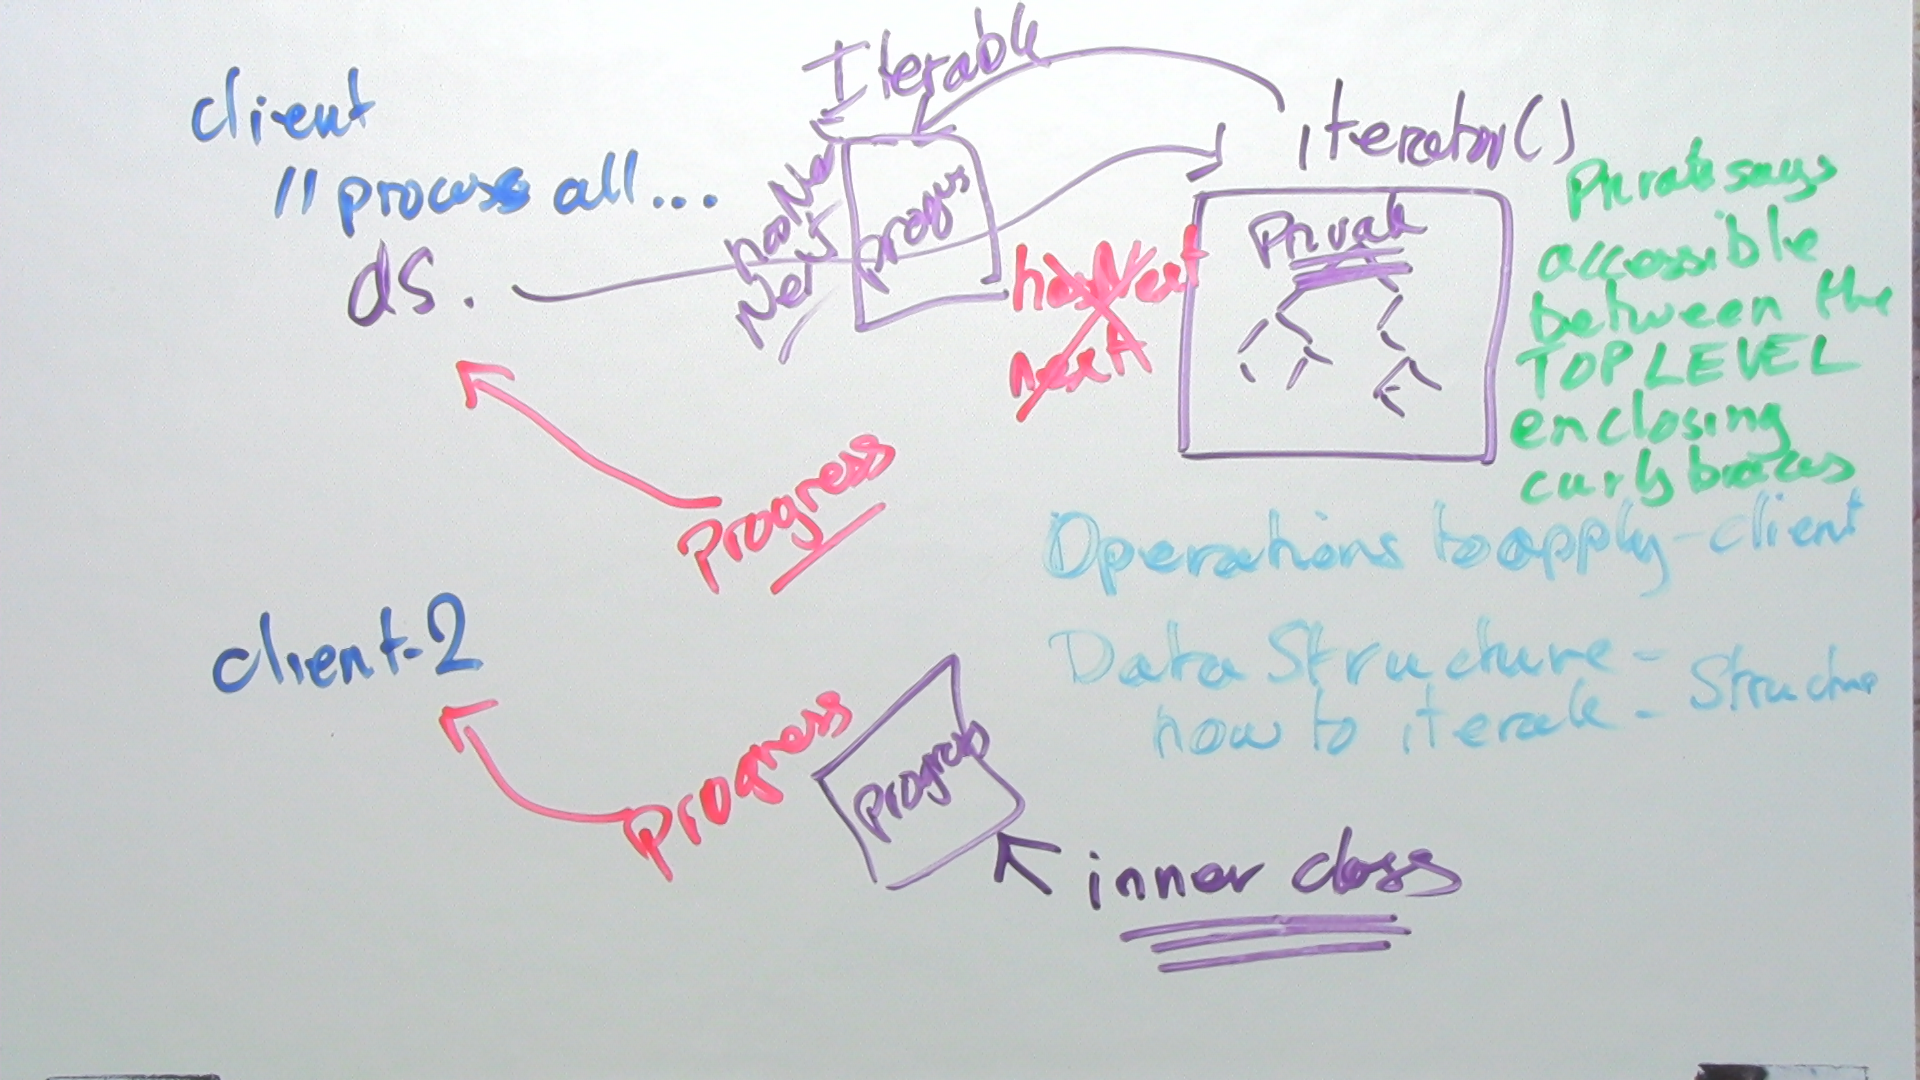 Iterable
client
// process all...
ds.
hasNext
Next
progress
iterator()
Private
hasNext
next
Private says
accessible
between the
TOP LEVEL
enclosing
curly braces
Progress
Operations to apply - client
Data Structure -
how to iterate - Structure
client-2
Progress
Progress
inner class